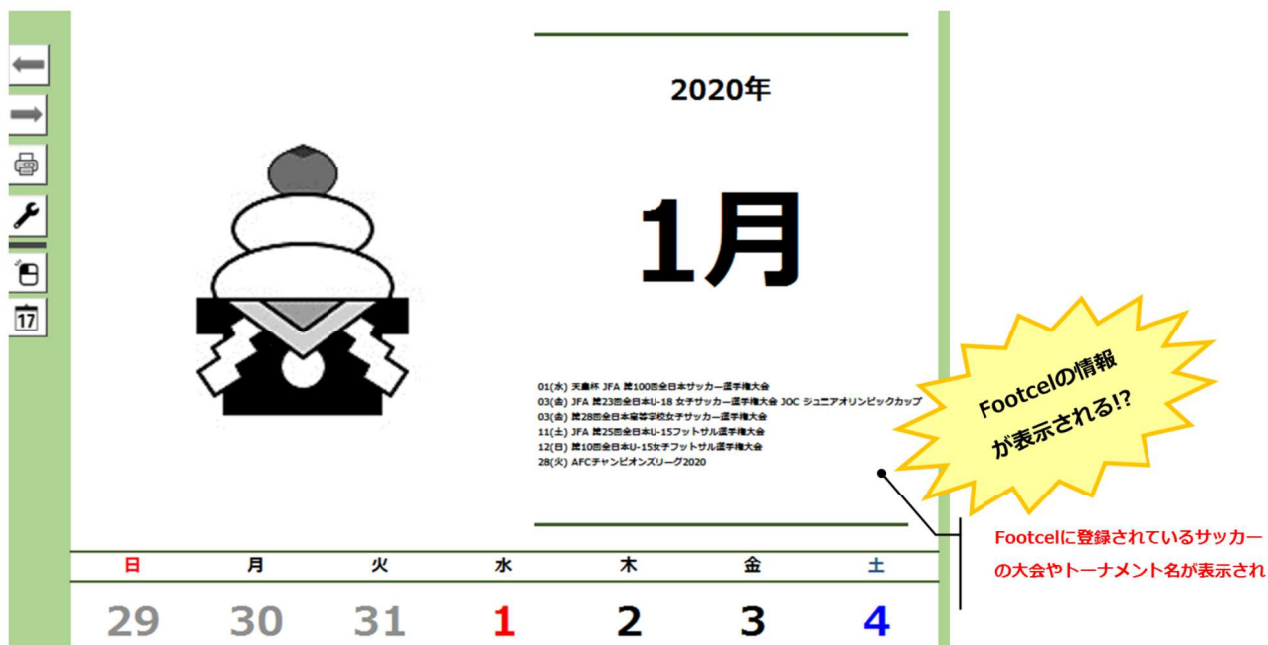 2020年
1月
17
01(水) 天皇杯 JFA 第100回全日本サッカー選手権大会
03(金) JFA 第23回全日本U-18 女子サッカー選手権大会 JOC ジュニアオリンピックカップ
03(金) 第28回全日本高等学校女子サッカー選手権大会
11(土) JFA 第25回全日本U-15フットサル選手権大会
12(日) 第10回全日本U-15女子フットサル選手権大会
28(火) AFCチャンピオンズリーグ2020
Footcelの情報
が表示される!?
Footcelに登録されているサッカー
の大会やトーナメント名が表示され
日 月 火 水 木 金 土
29 30 31 1 2 3 4